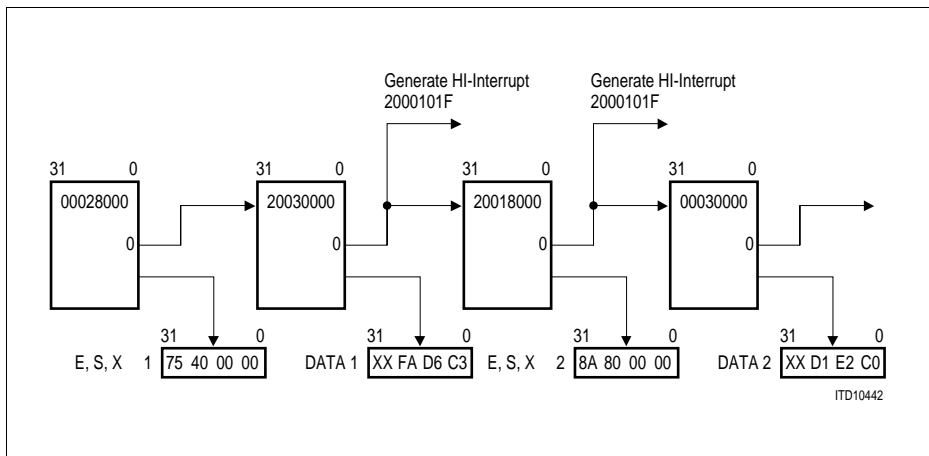 Generate HI-Interrupt Generate HI-Interrupt
2000101F 2000101F
31 0 31 0 31 0 31 0
00028000 20030000 20018000 00030000
0 0 0 0
31 0 31 0 31 0 31 0
E, S, X 1 75 40 00 00 DATA 1 XX FA D6 C3 E, S, X 2 8A 80 00 00 DATA 2 XX D1 E2 C0
ITD10442